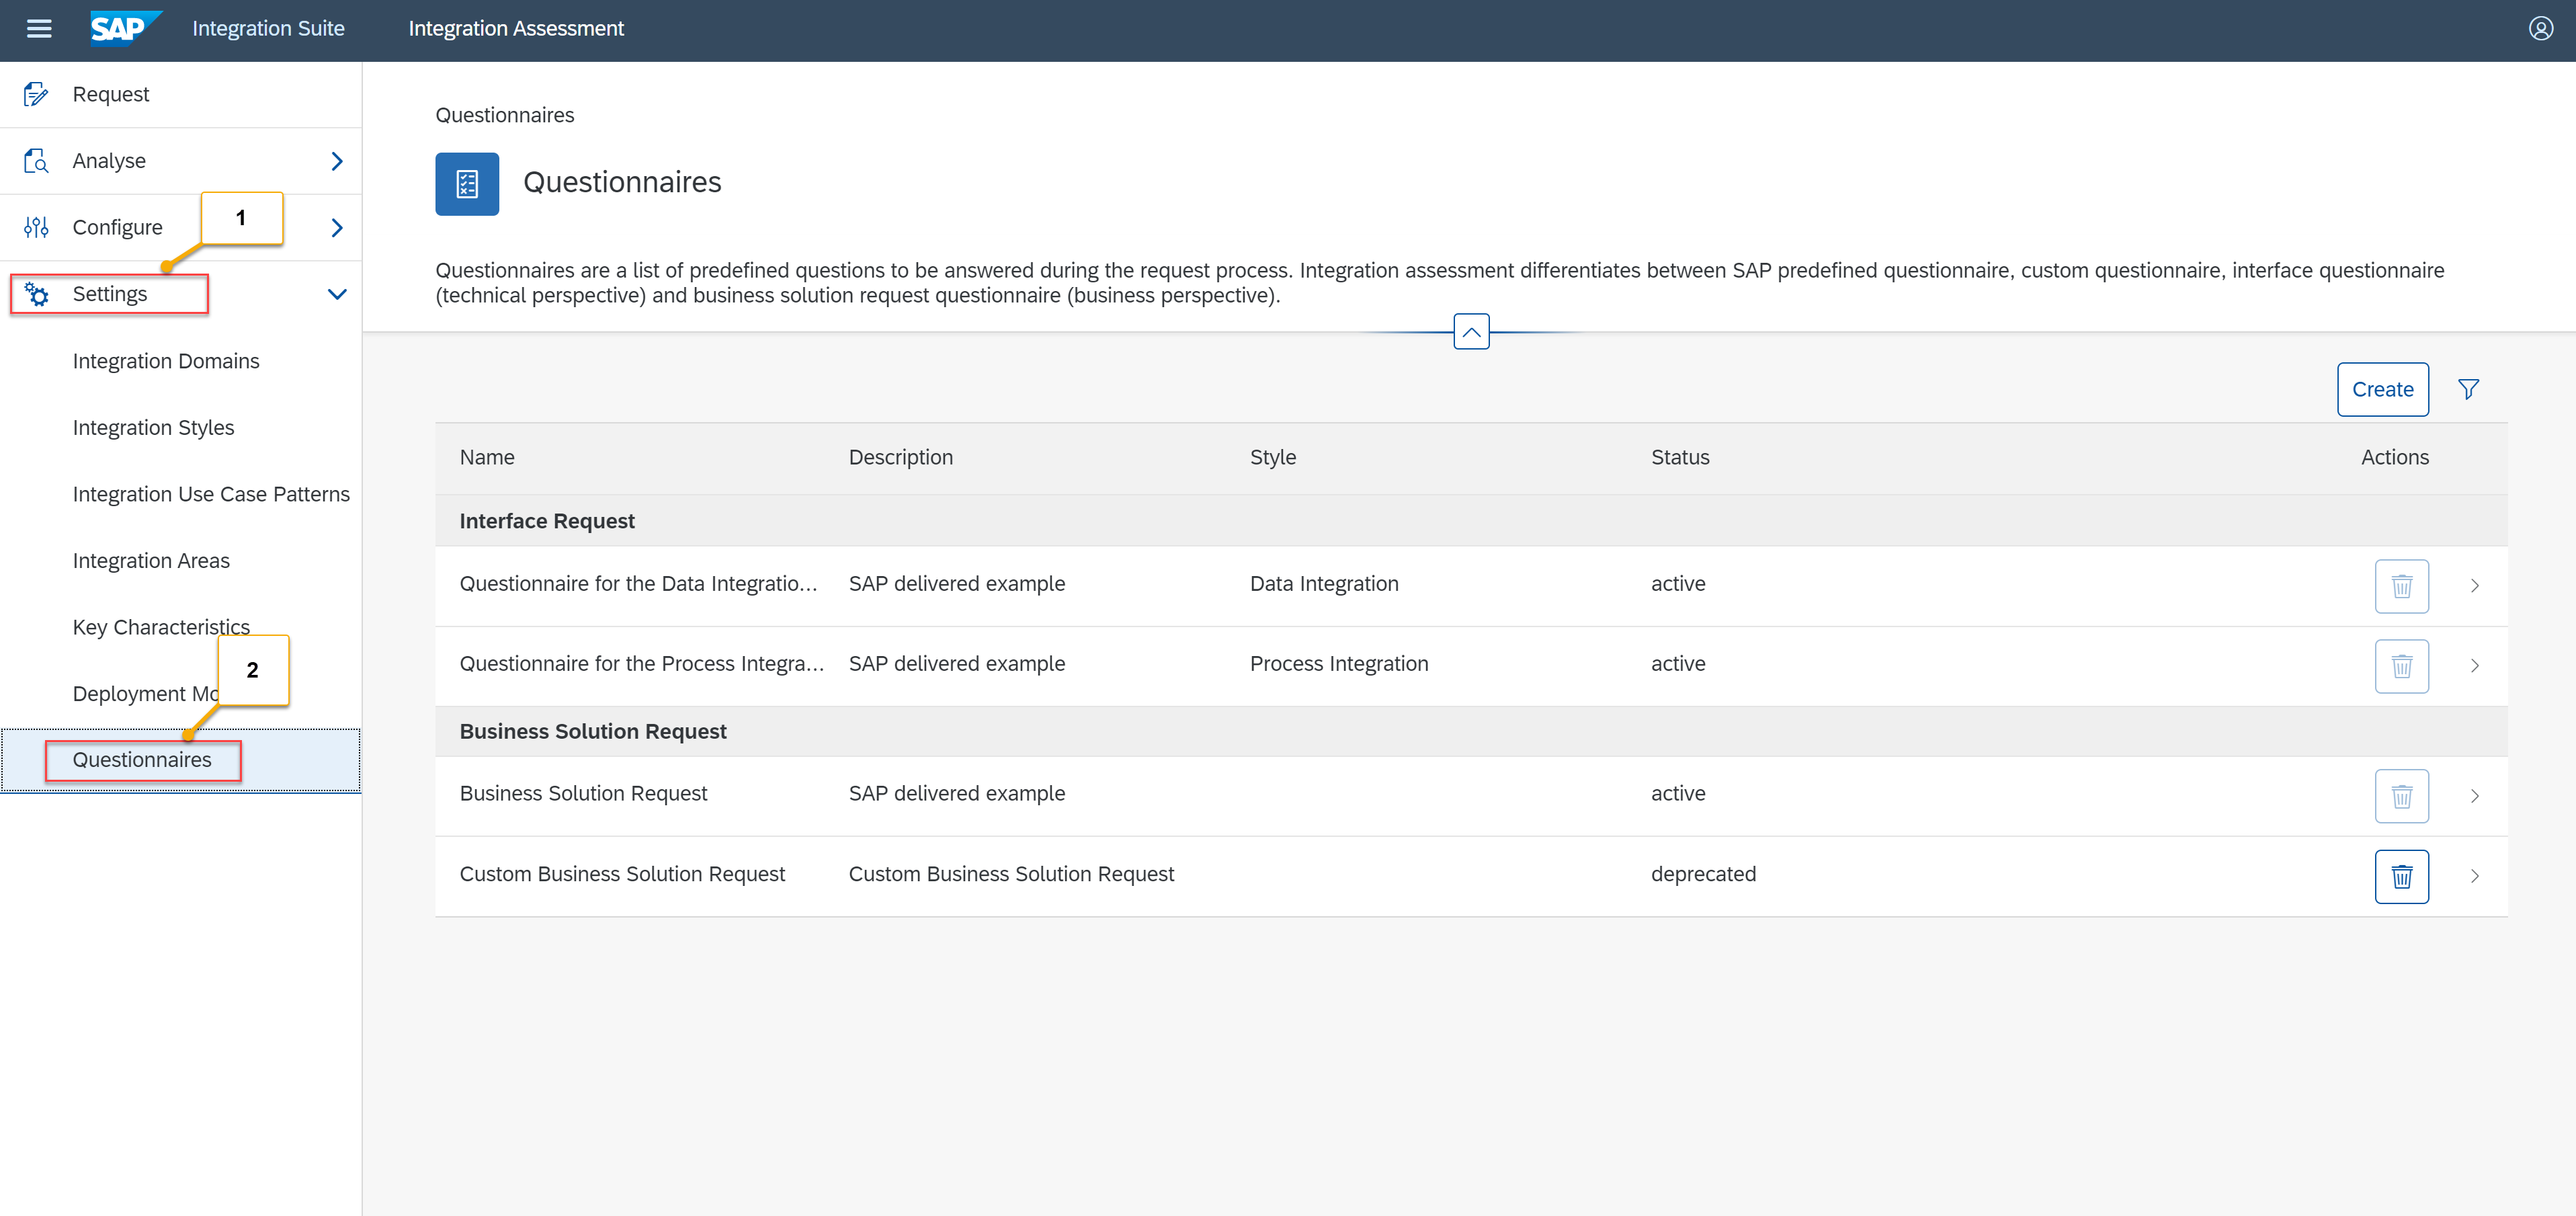 SAP Integration Suite Integration Assessment
Request
Analyse
Configure
1
Settings
Integration Domains
Integration Styles
Integration Use Case Patterns
Integration Areas
Key Characteristics
2
Deployment
Questionnaires
Questionnaires
Questionnaires
Questionnaires are a list of predefined questions to be answered during the request process. Integration assessment differentiates between SAP predefined questionnaire, custom questionnaire, interface questionnaire
(technical perspective) and business solution request questionnaire (business perspective).
Create
Name Description Style Status Actions
Interface Request
Questionnaire for the Data Integratio... SAP delivered example Data Integration active
Questionnaire for the Process Integra... SAP delivered example Process Integration active
Business Solution Request
Business Solution Request SAP delivered example active
Custom Business Solution Request Custom Business Solution Request deprecated